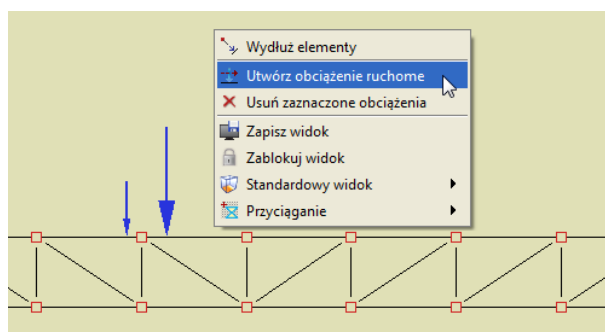 Wydłuż elementy
Utwórz obciążenie ruchome
Usuń zaznaczone obciążenia
Zapisz widok
Zablokuj widok
Standardowy widok
Przyciąganie